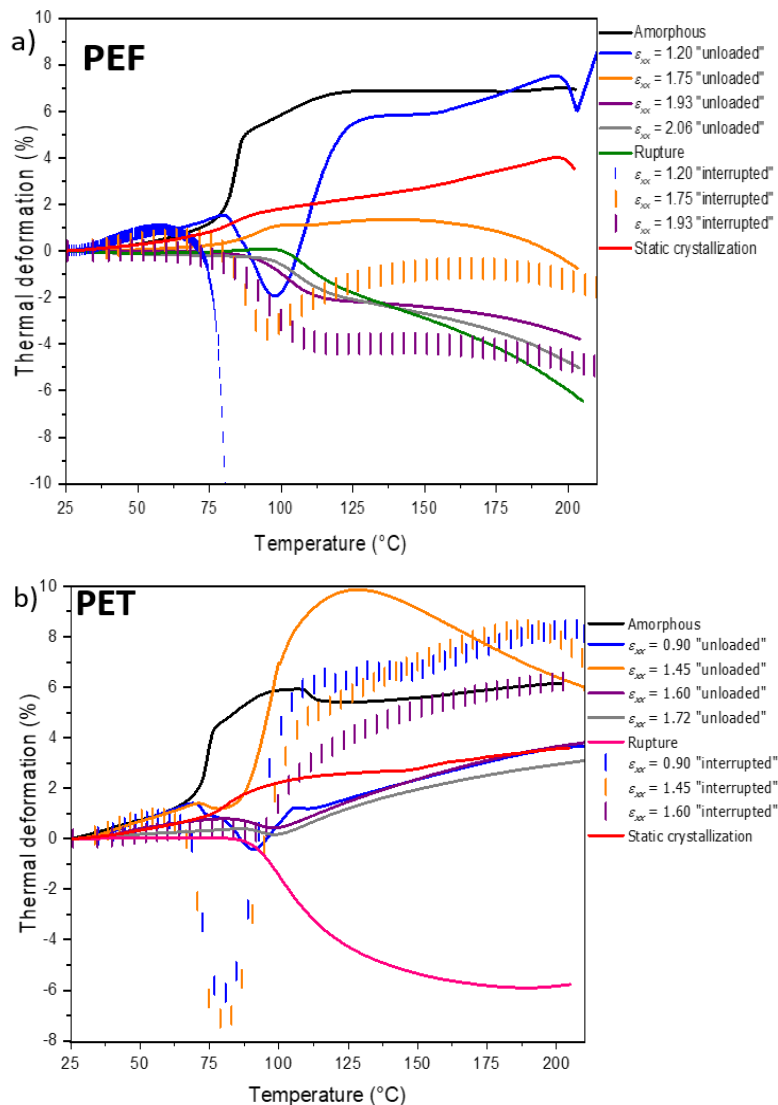 a)
PEF
10
8
6
4
2
0
-2
-4
-6
-8
-10
Thermal deformation (%)
25 50 75 100 125 150 175 200
Temperature (°C)
Amorphous
εxx = 1.20 "unloaded"
εxx = 1.75 "unloaded"
εxx = 1.93 "unloaded"
εxx = 2.06 "unloaded"
Rupture
εxx = 1.20 "interrupted"
εxx = 1.75 "interrupted"
εxx = 1.93 "interrupted"
Static crystallization
b)
PET
10
8
6
4
2
0
-2
-4
-6
-8
Thermal deformation (%)
25 50 75 100 125 150 175 200
Temperature (°C)
Amorphous
εxx = 0.90 "unloaded"
εxx = 1.45 "unloaded"
εxx = 1.60 "unloaded"
εxx = 1.72 "unloaded"
Rupture
εxx = 0.90 "interrupted"
εxx = 1.45 "interrupted"
εxx = 1.60 "interrupted"
Static crystallization